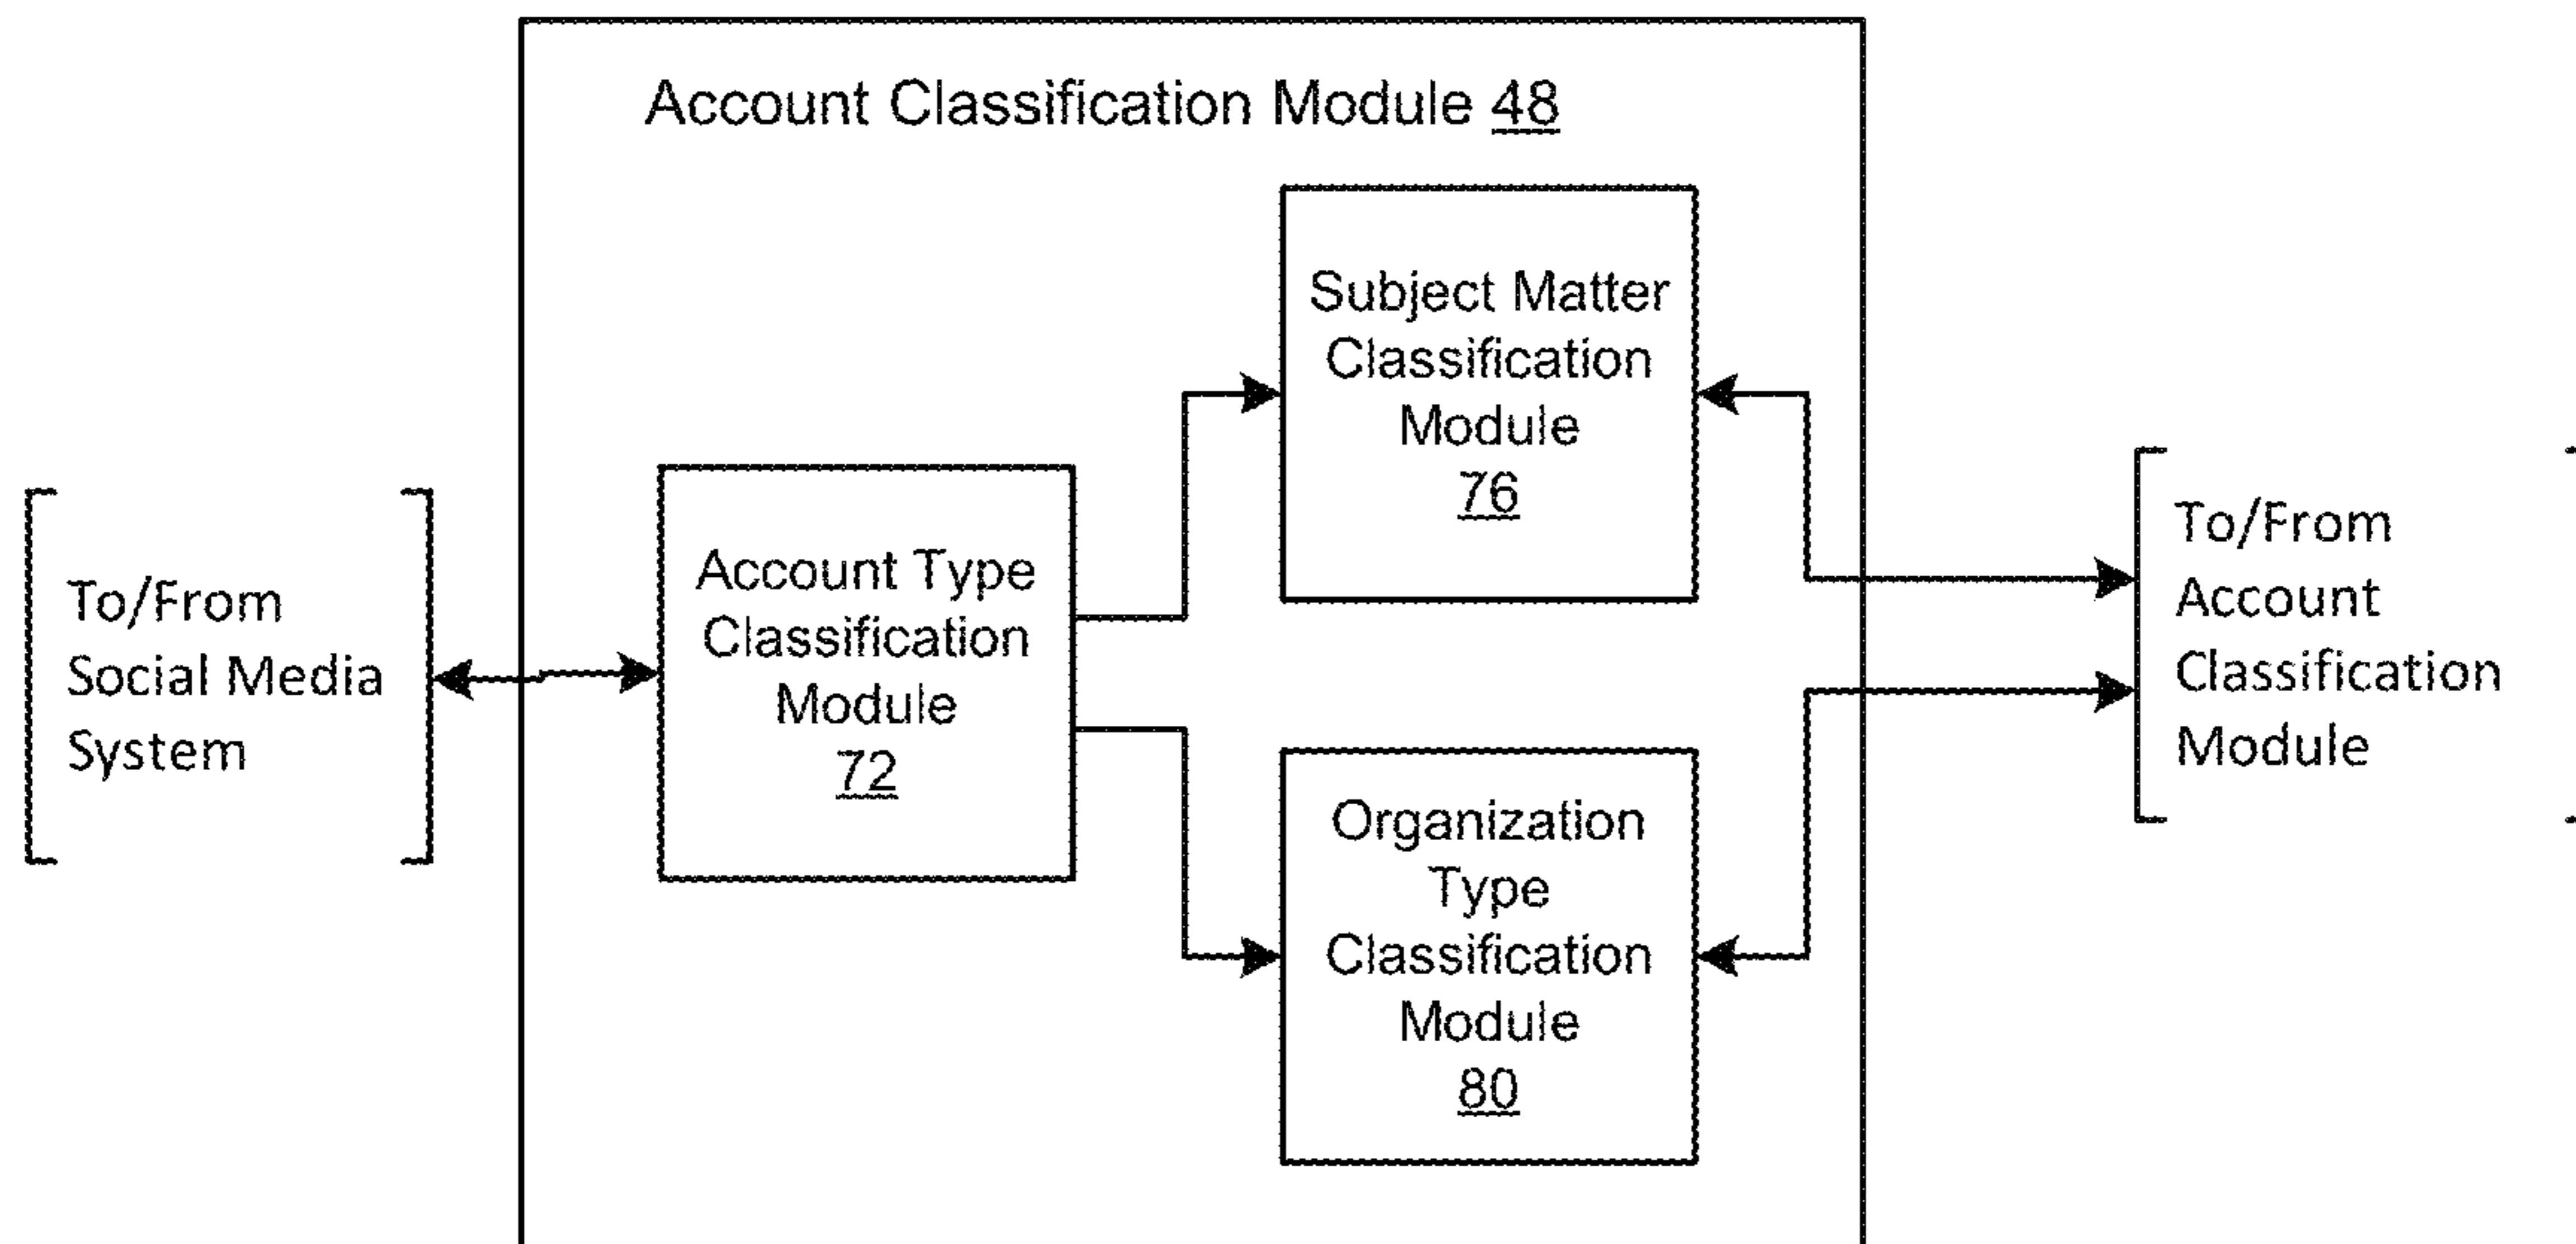 Account Classification Module 48
Subject Matter
Classification
Module
76
Account Type
Classification
Module
72
Organization
Type
Classification
Module
80
To/From
Social Media
System
To/From
Account
Classification
Module